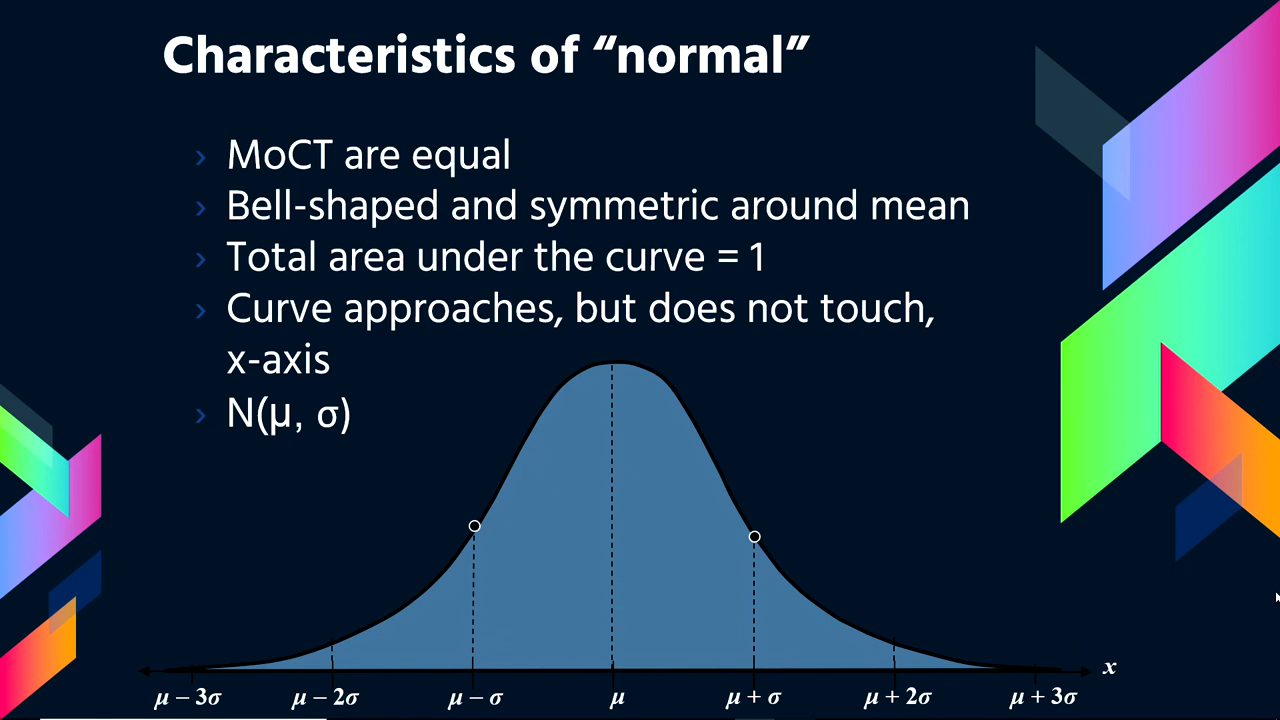 Characteristics of “normal”
› MoCT are equal
› Bell-shaped and symmetric around mean
› Total area under the curve = 1
› Curve approaches, but does not touch,
x-axis
› N(μ, σ)
x
μ – 3σ μ – 2σ μ – σ μ μ + σ μ + 2σ μ + 3σ